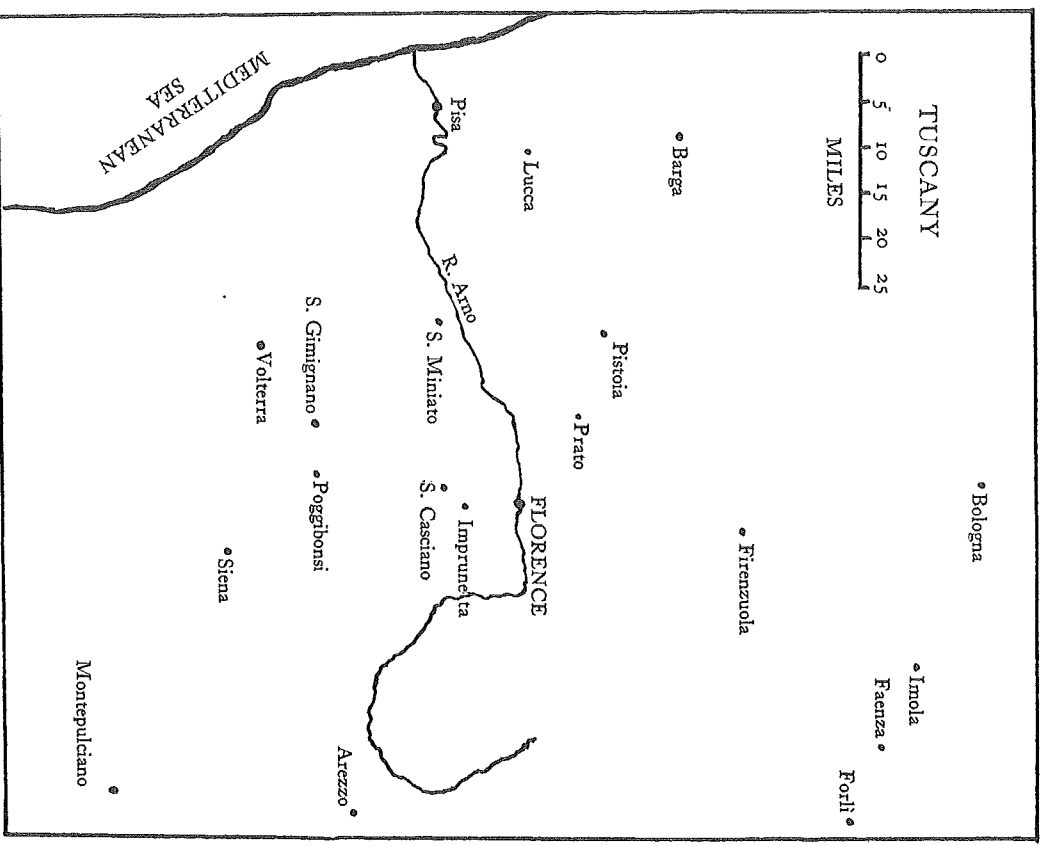 TUSCANY
MILES
0 5 10 15 20 25
Bologna
Imola
Faenza
Forlì
Firenzuola
Barga
Pistoia
Prato
FLORENCE
Lucca
Pisa
R. Arno
Impruneta
S. Miniato
S. Casciano
Arezzo
S. Gimignano
Poggibonsi
Volterra
Siena
MEDITERRANEAN
SEA
Montepulciano